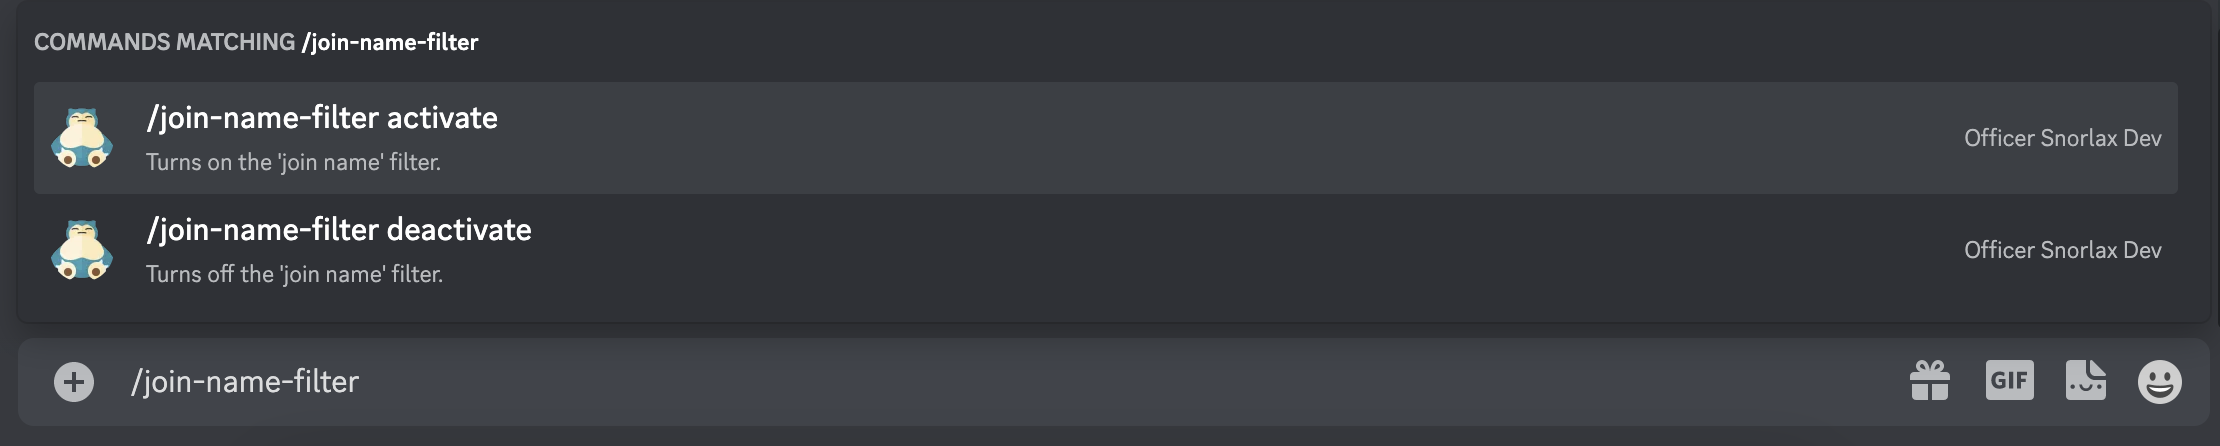 COMMANDS MATCHING /join-name-filter
/join-name-filter activate
Turns on the 'join name' filter.
Officer Snorlax Dev
/join-name-filter deactivate
Turns off the 'join name' filter.
Officer Snorlax Dev
/join-name-filter
GIF